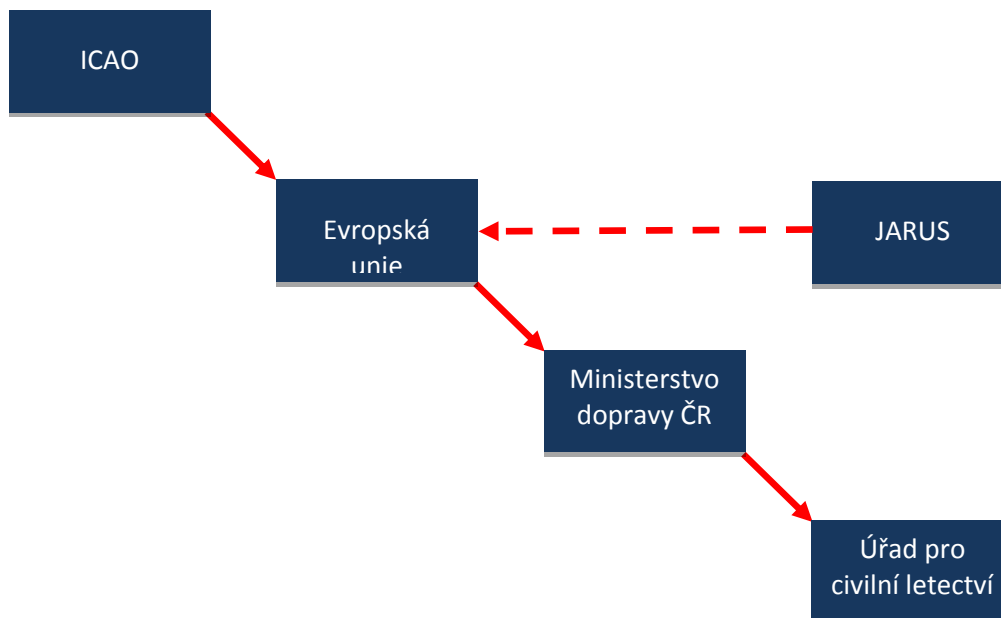 ICAO
Evropská
unie
JARUS
Ministerstvo
dopravy ČR
Úřad pro
civilní letectví